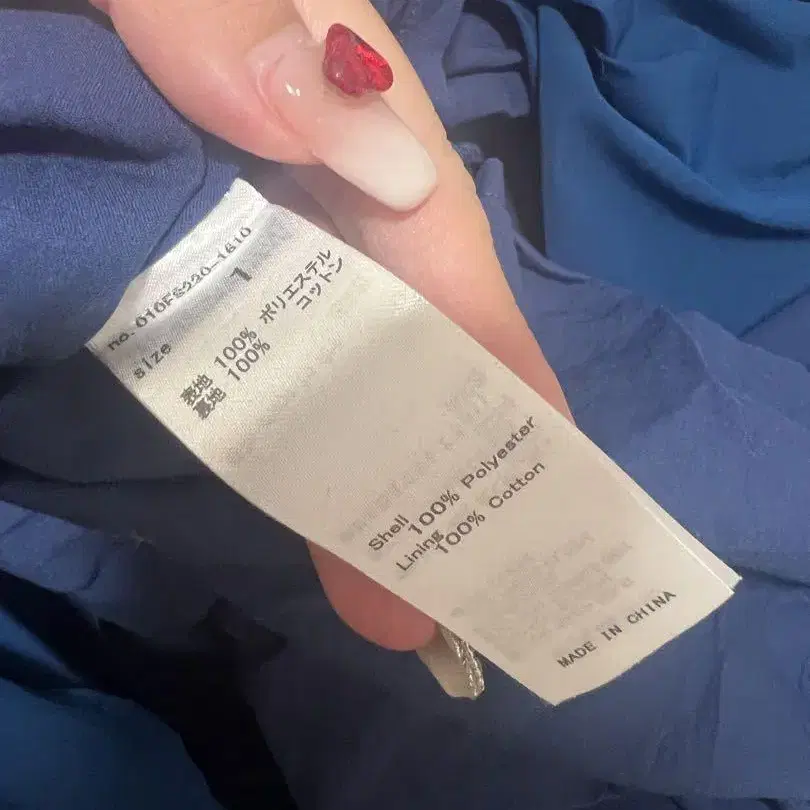 no. 010FS220-1610
size 1
表地 100% ポリエステル
裏地 100% コットン
Shell
100% Polyester
Lining
100% Cotton
MADE IN CHINA